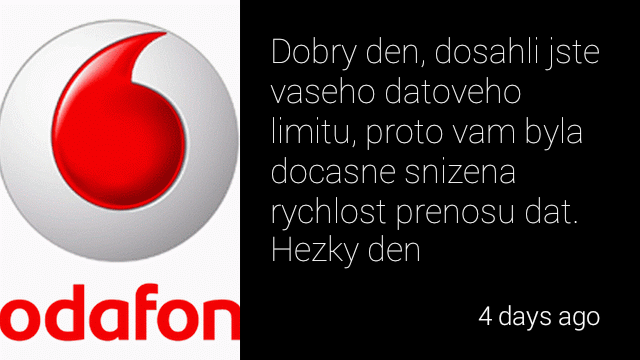 odafon
Dobry den, dosahli jste
vaseho datoveho
limitu, proto vam byla
docasne snizena
rychlost prenosu dat.
Hezky den
4 days ago